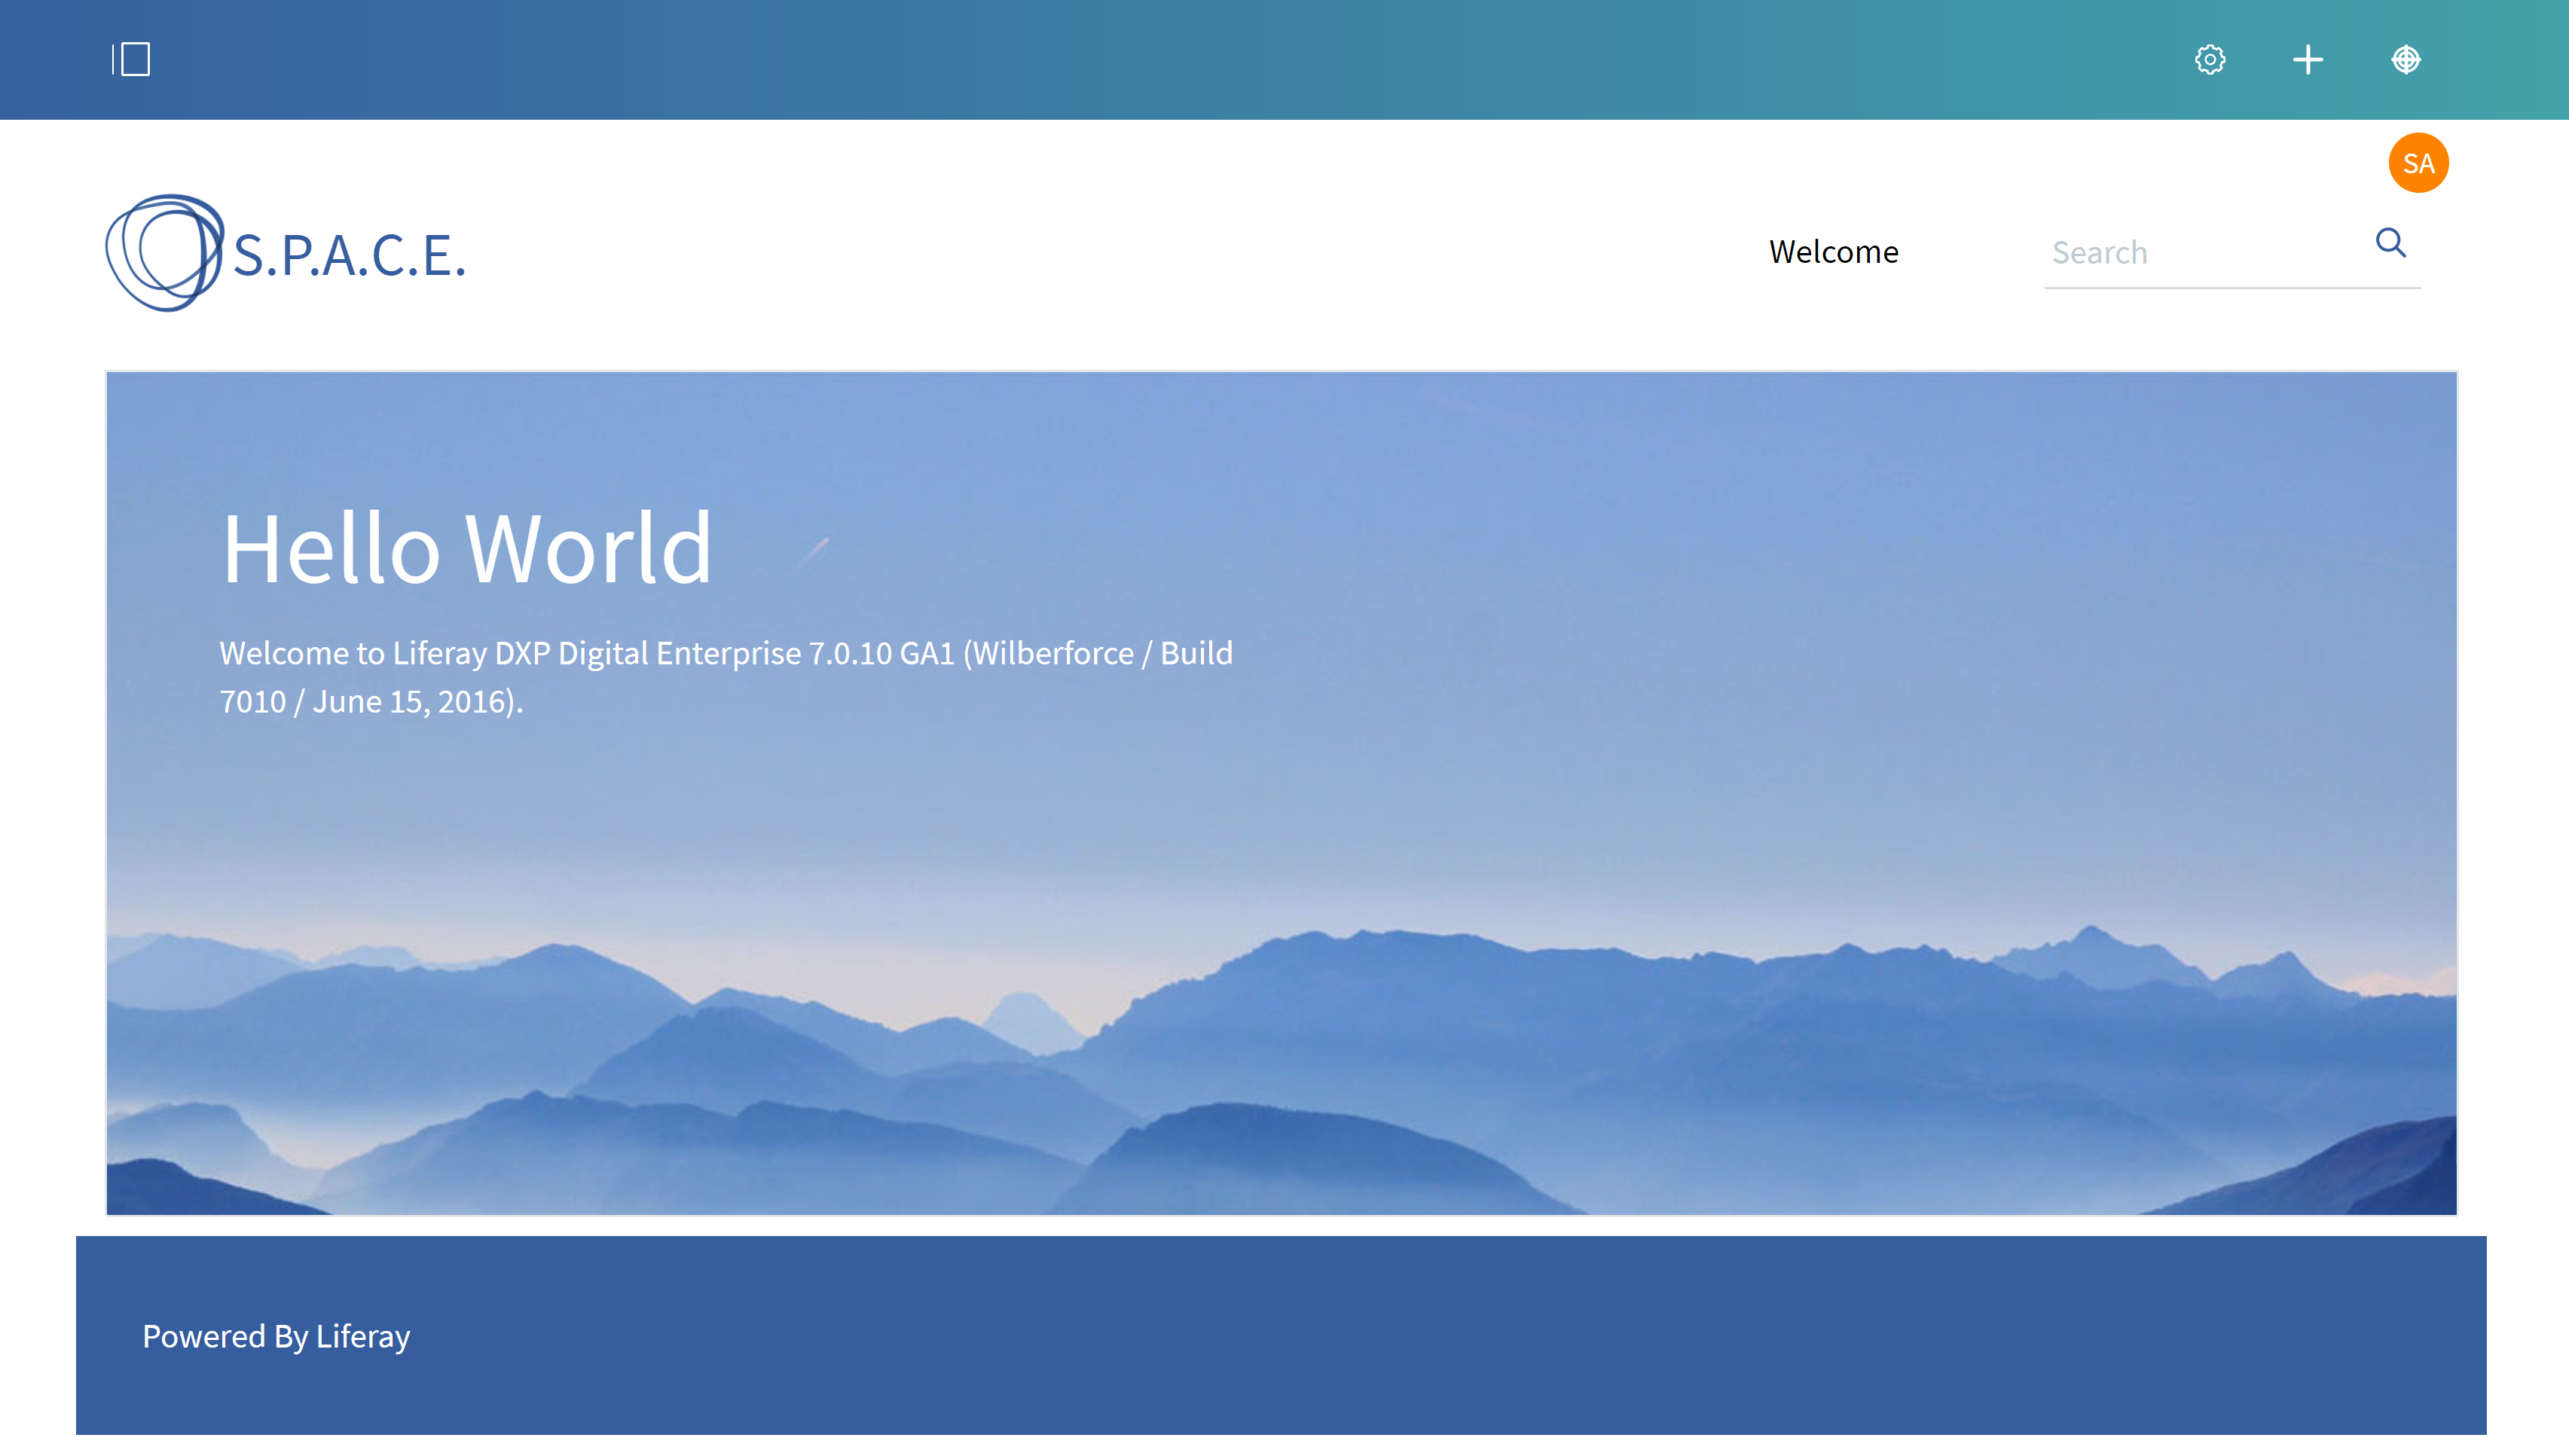 SA
S.P.A.C.E.
Welcome
Search
Hello World
Welcome to Liferay DXP Digital Enterprise 7.0.10 GA1 (Wilberforce / Build
7010 / June 15, 2016).
Powered By Liferay